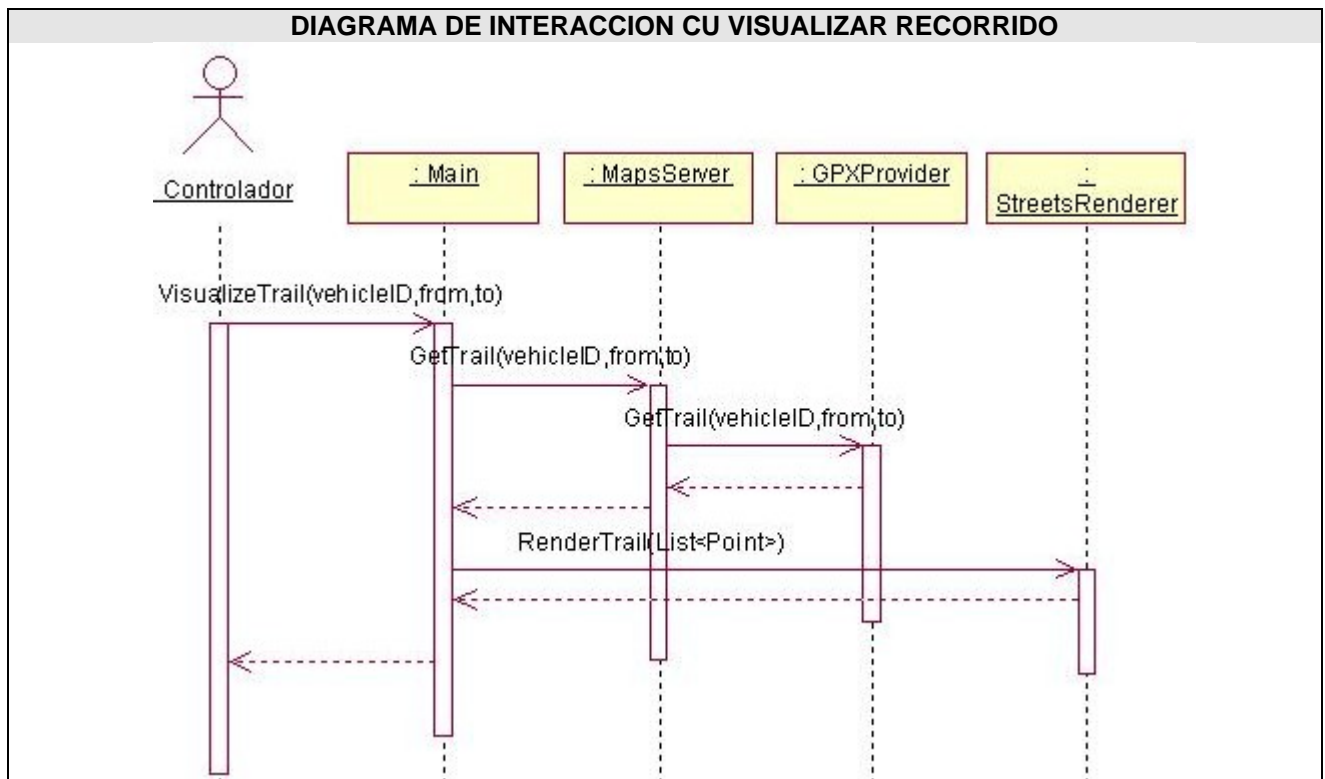 DIAGRAMA DE INTERACCION CU VISUALIZAR RECORRIDO
Controlador
: Main
: MapsServer
: GPXProvider
:
StreetsRenderer
VisualizeTrail(vehicleID,from,to)
GetTrail(vehicleID,from,to)
GetTrail(vehicleID,from,to)
RenderTrail(List<Point>)